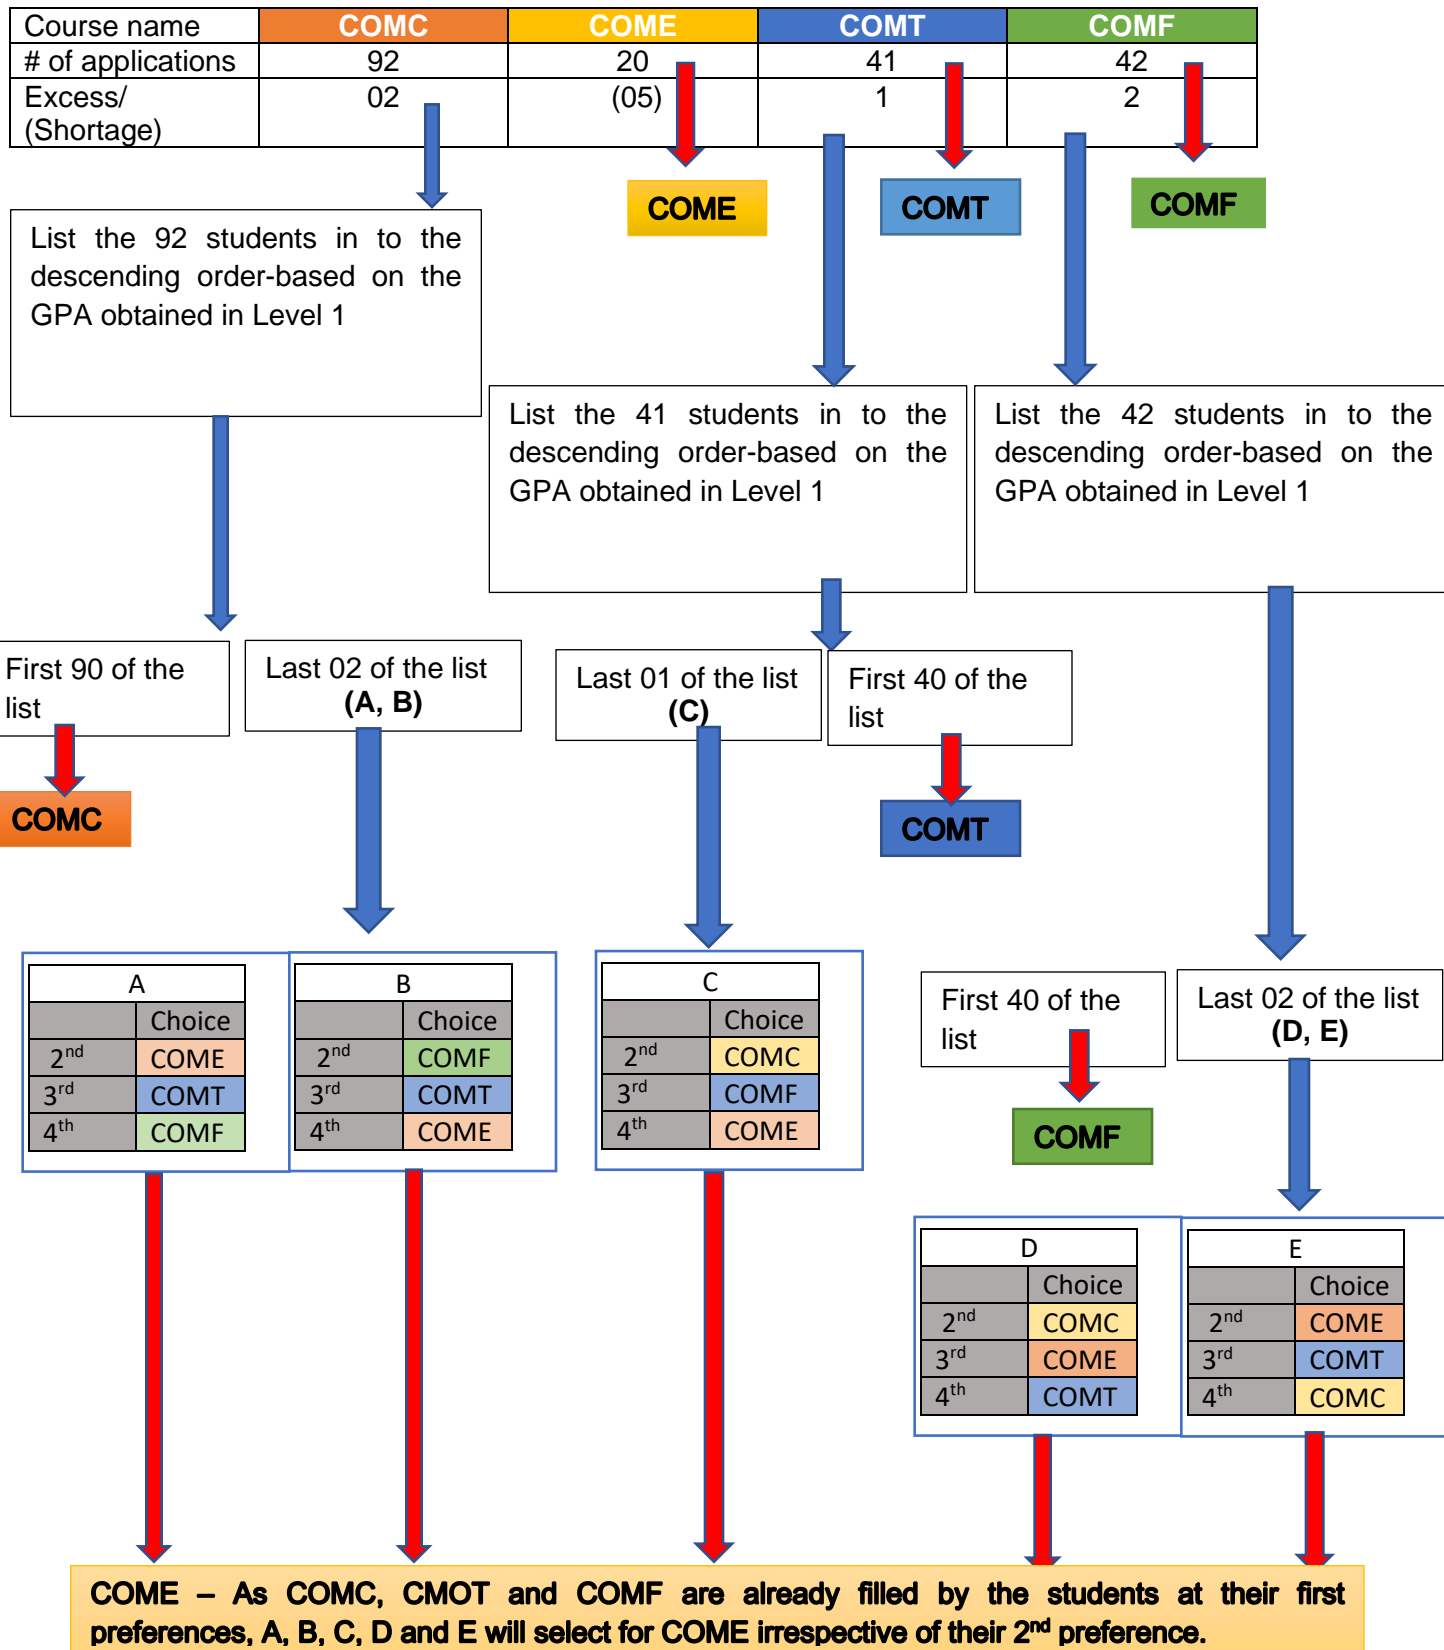 Course name COMC COME COMT COMF
# of applications 92 20 41 42
Excess/ 02 (05) 1 2
(Shortage)
COME
COMT
COMF
List the 92 students in to the
descending order-based on the
GPA obtained in Level 1
List the 41 students in to the
descending order-based on the
GPA obtained in Level 1
List the 42 students in to the
descending order-based on the
GPA obtained in Level 1
First 90 of the
list
Last 02 of the list
(A, B)
Last 01 of the list
(C)
First 40 of the
list
COMC
COMT
A
Choice
2nd COME
3rd COMT
4th COMF
B
Choice
2nd COMF
3rd COMT
4th COME
C
Choice
2nd COMC
3rd COMF
4th COME
First 40 of the
list
Last 02 of the list
(D, E)
COMF
D
Choice
2nd COMC
3rd COME
4th COMT
E
Choice
2nd COME
3rd COMT
4th COMC
COME – As COMC, CMOT and COMF are already filled by the students at their first
preferences, A, B, C, D and E will select for COME irrespective of their 2nd preference.